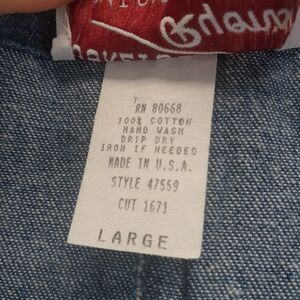 RN 80668
100% COTTON
HAND WASH
DRIP DRY
IRON IF NEEDED
MADE IN U.S.A.
STYLE 47559
CUT 1671
LARGE